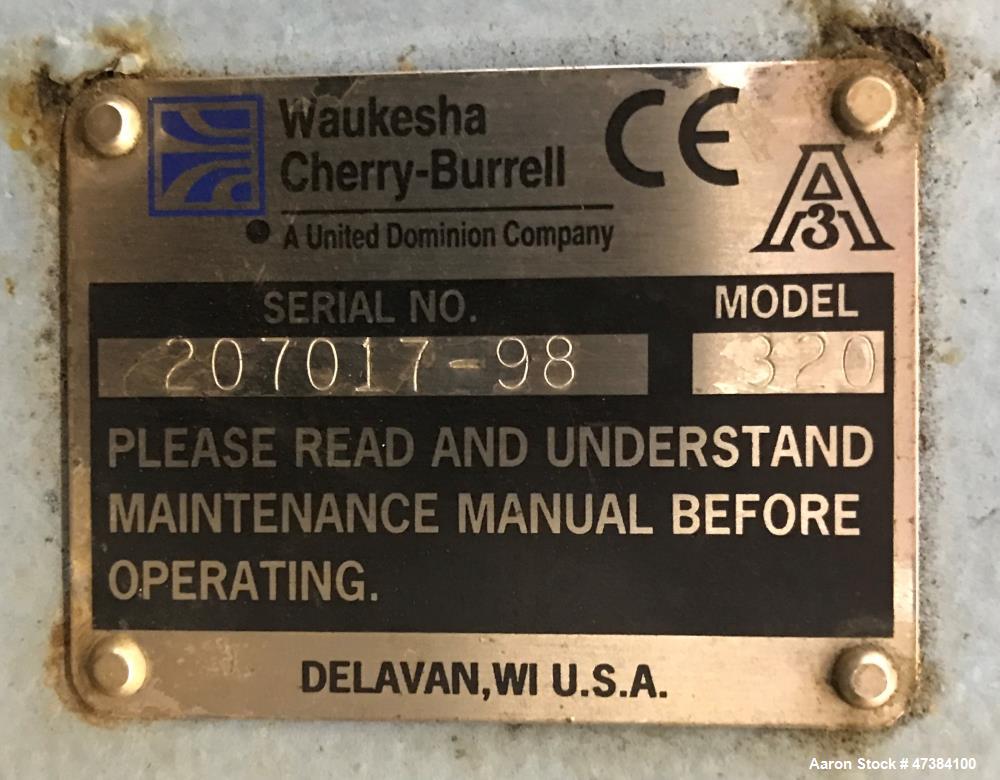 Waukesha
Cherry-Burrell
CE
A
3
A United Dominion Company
SERIAL NO.
MODEL
207017-98
320
PLEASE READ AND UNDERSTAND
MAINTENANCE MANUAL BEFORE
OPERATING.
DELAVAN,WI U.S.A.
Aaron Stock # 47384100